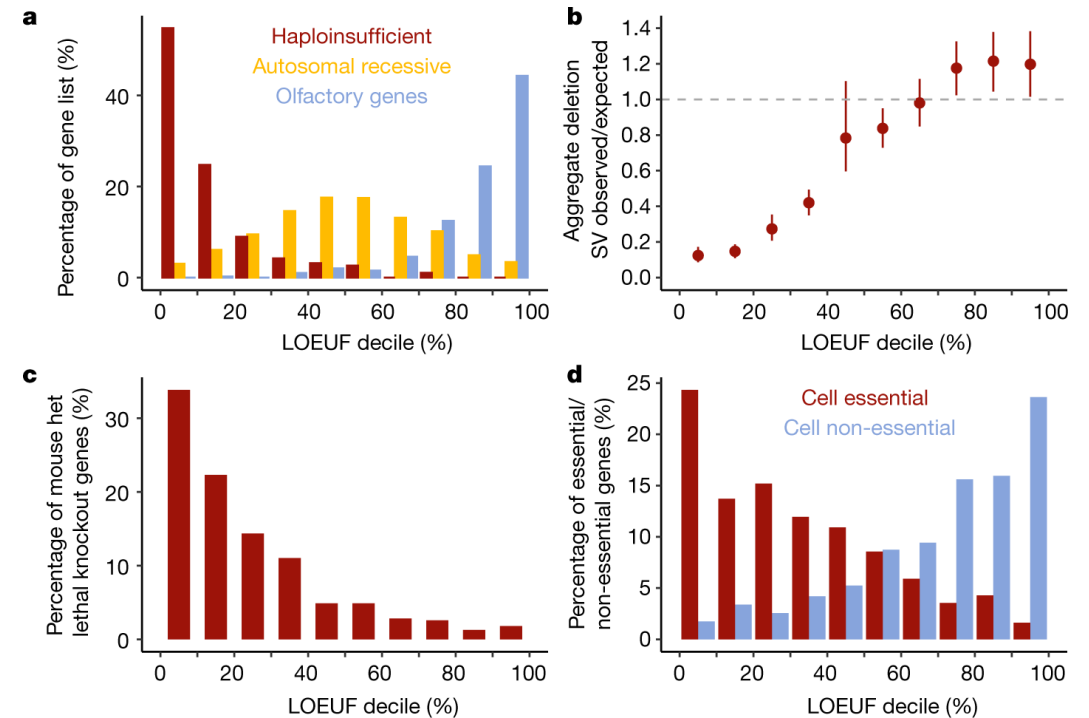 a
Percentage of gene list (%)
Haploinsufficient
Autosomal recessive
Olfactory genes
40
20
0
0 20 40 60 80 100
LOEUF decile (%)
b
Aggregate deletion
SV observed/expected
1.4
1.2
1.0
0.8
0.6
0.4
0.2
0.0
0 20 40 60 80 100
LOEUF decile (%)
c
Percentage of mouse het
lethal knockout genes (%)
30
20
10
0
0 20 40 60 80 100
LOEUF decile (%)
d
Percentage of essential/
non-essential genes (%)
Cell essential
Cell non-essential
25
20
15
10
5
0
0 20 40 60 80 100
LOEUF decile (%)